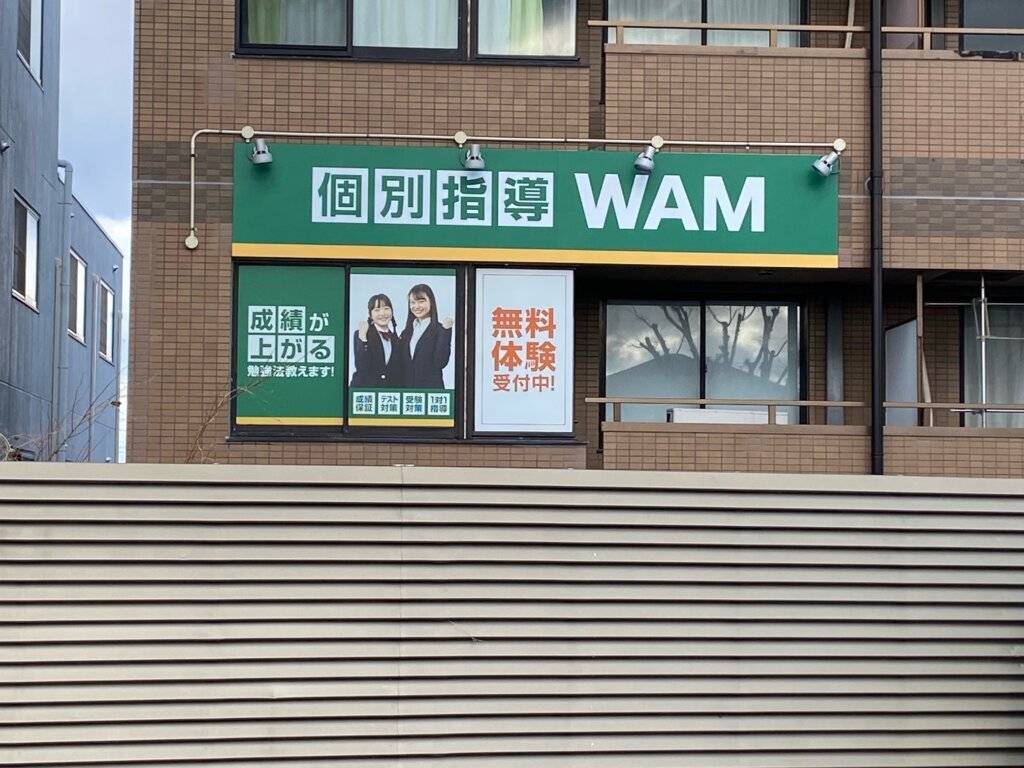 個別指導 WAM
成績が
上がる
勉強法教えます!
成績 テスト 受験 1対1
保証 対策 対策 指導
無料
体験
受付中!